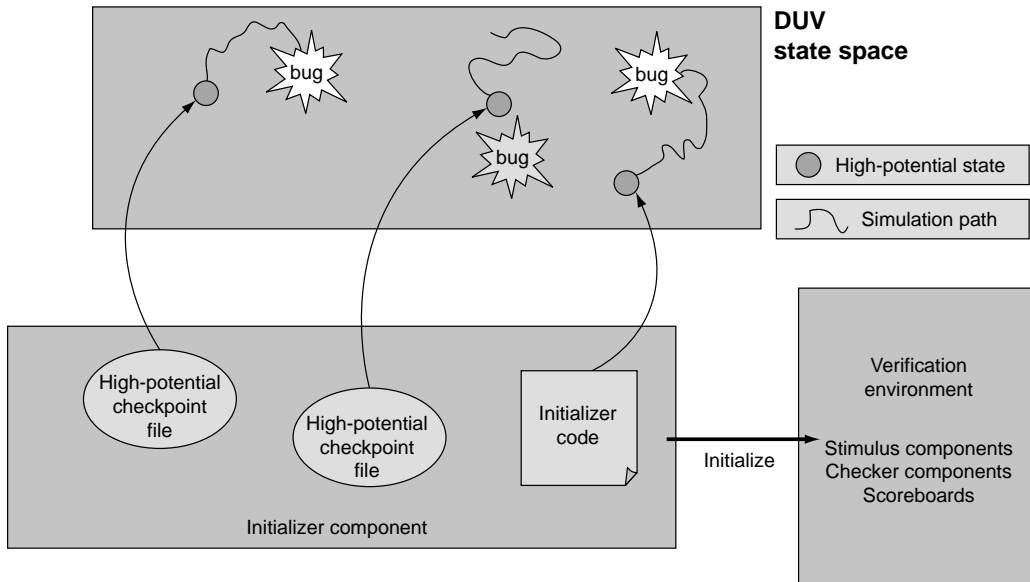 DUV
state space
bug
bug
bug
High-potential state
Simulation path
High-potential
checkpoint
file
High-potential
checkpoint
file
Initializer
code
Initializer component
Initialize
Verification
environment
Stimulus components
Checker components
Scoreboards